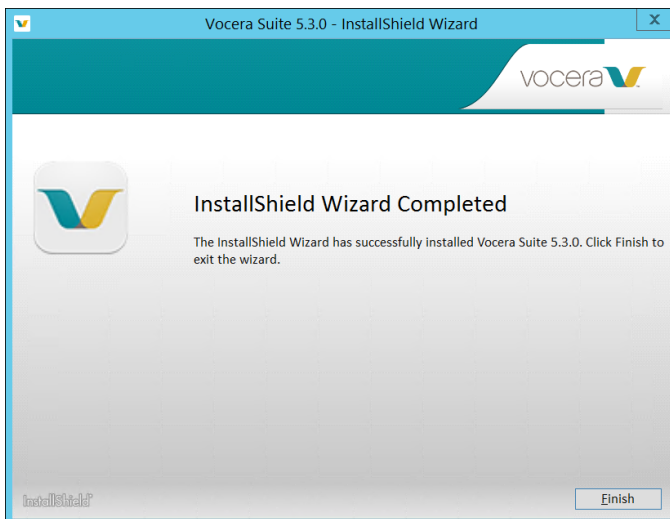 Vocera Suite 5.3.0 - InstallShield Wizard
X
vocera
InstallShield Wizard Completed
The InstallShield Wizard has successfully installed Vocera Suite 5.3.0. Click Finish to
exit the wizard.
InstallShield
Finish